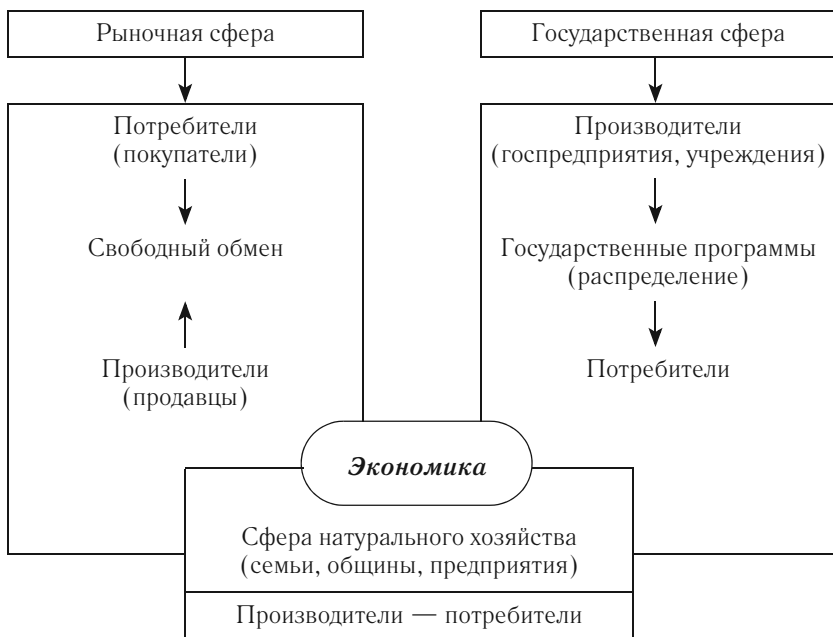 Рыночная сфера
Потребители
(покупатели)
Свободный обмен
Производители
(продавцы)
Государственная сфера
Производители
(госпредприятия, учреждения)
Государственные программы
(распределение)
Потребители
Экономика
Сфера натурального хозяйства
(семьи, общины, предприятия)
Производители — потребители